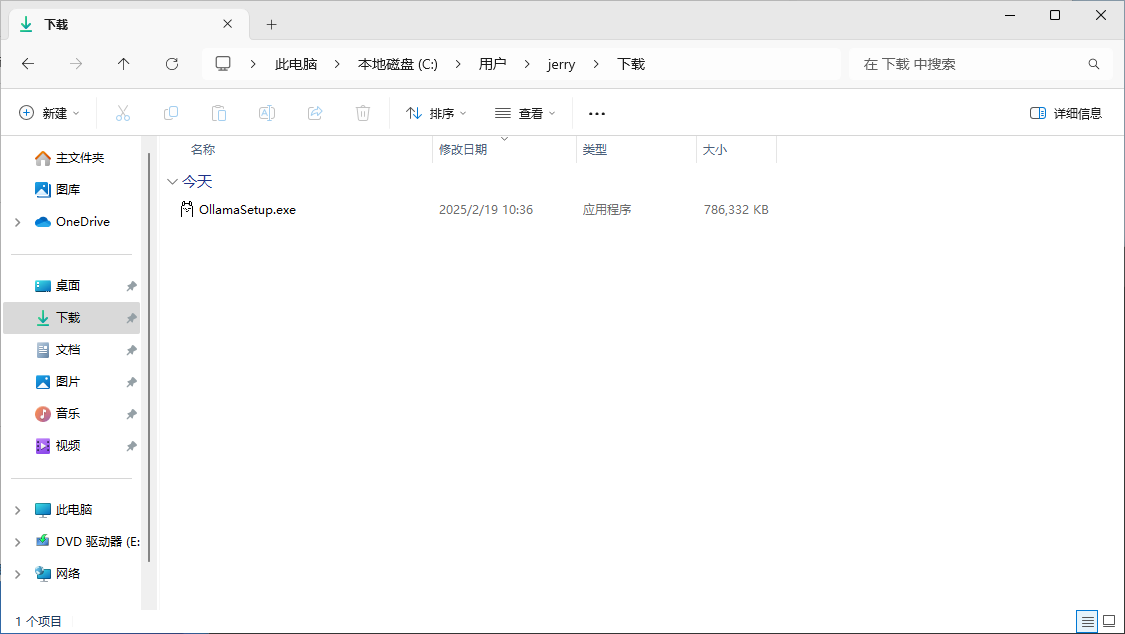 下载
此电脑 本地磁盘 (C:) 用户 jerry 下载
在 下载 中搜索
新建 排序 查看 详细信息
名称 修改日期 类型 大小
今天
OllamaSetup.exe 2025/2/19 10:36 应用程序 786,332 KB
主文件夹
图库
OneDrive
桌面
下载
文档
图片
音乐
视频
此电脑
DVD 驱动器 (E:
网络
1 个项目